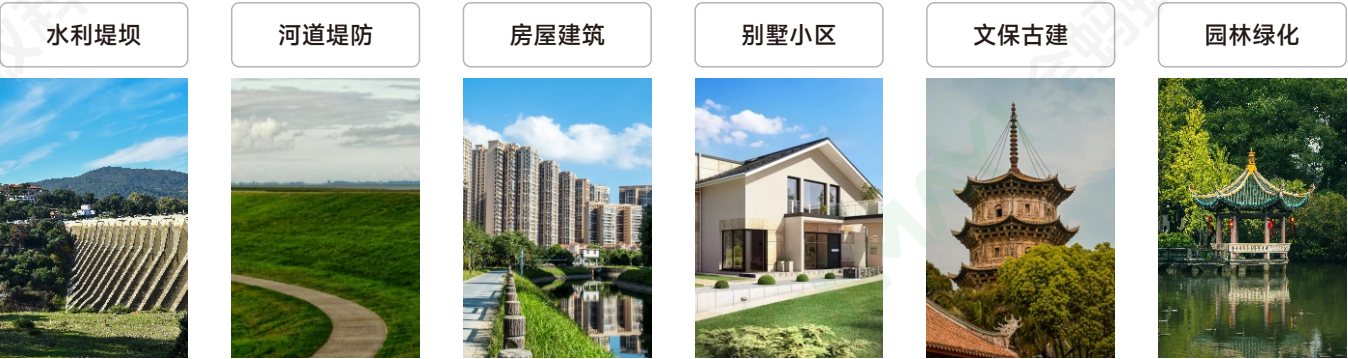 水利堤坝
河道堤防
房屋建筑
别墅小区
文保古建
园林绿化